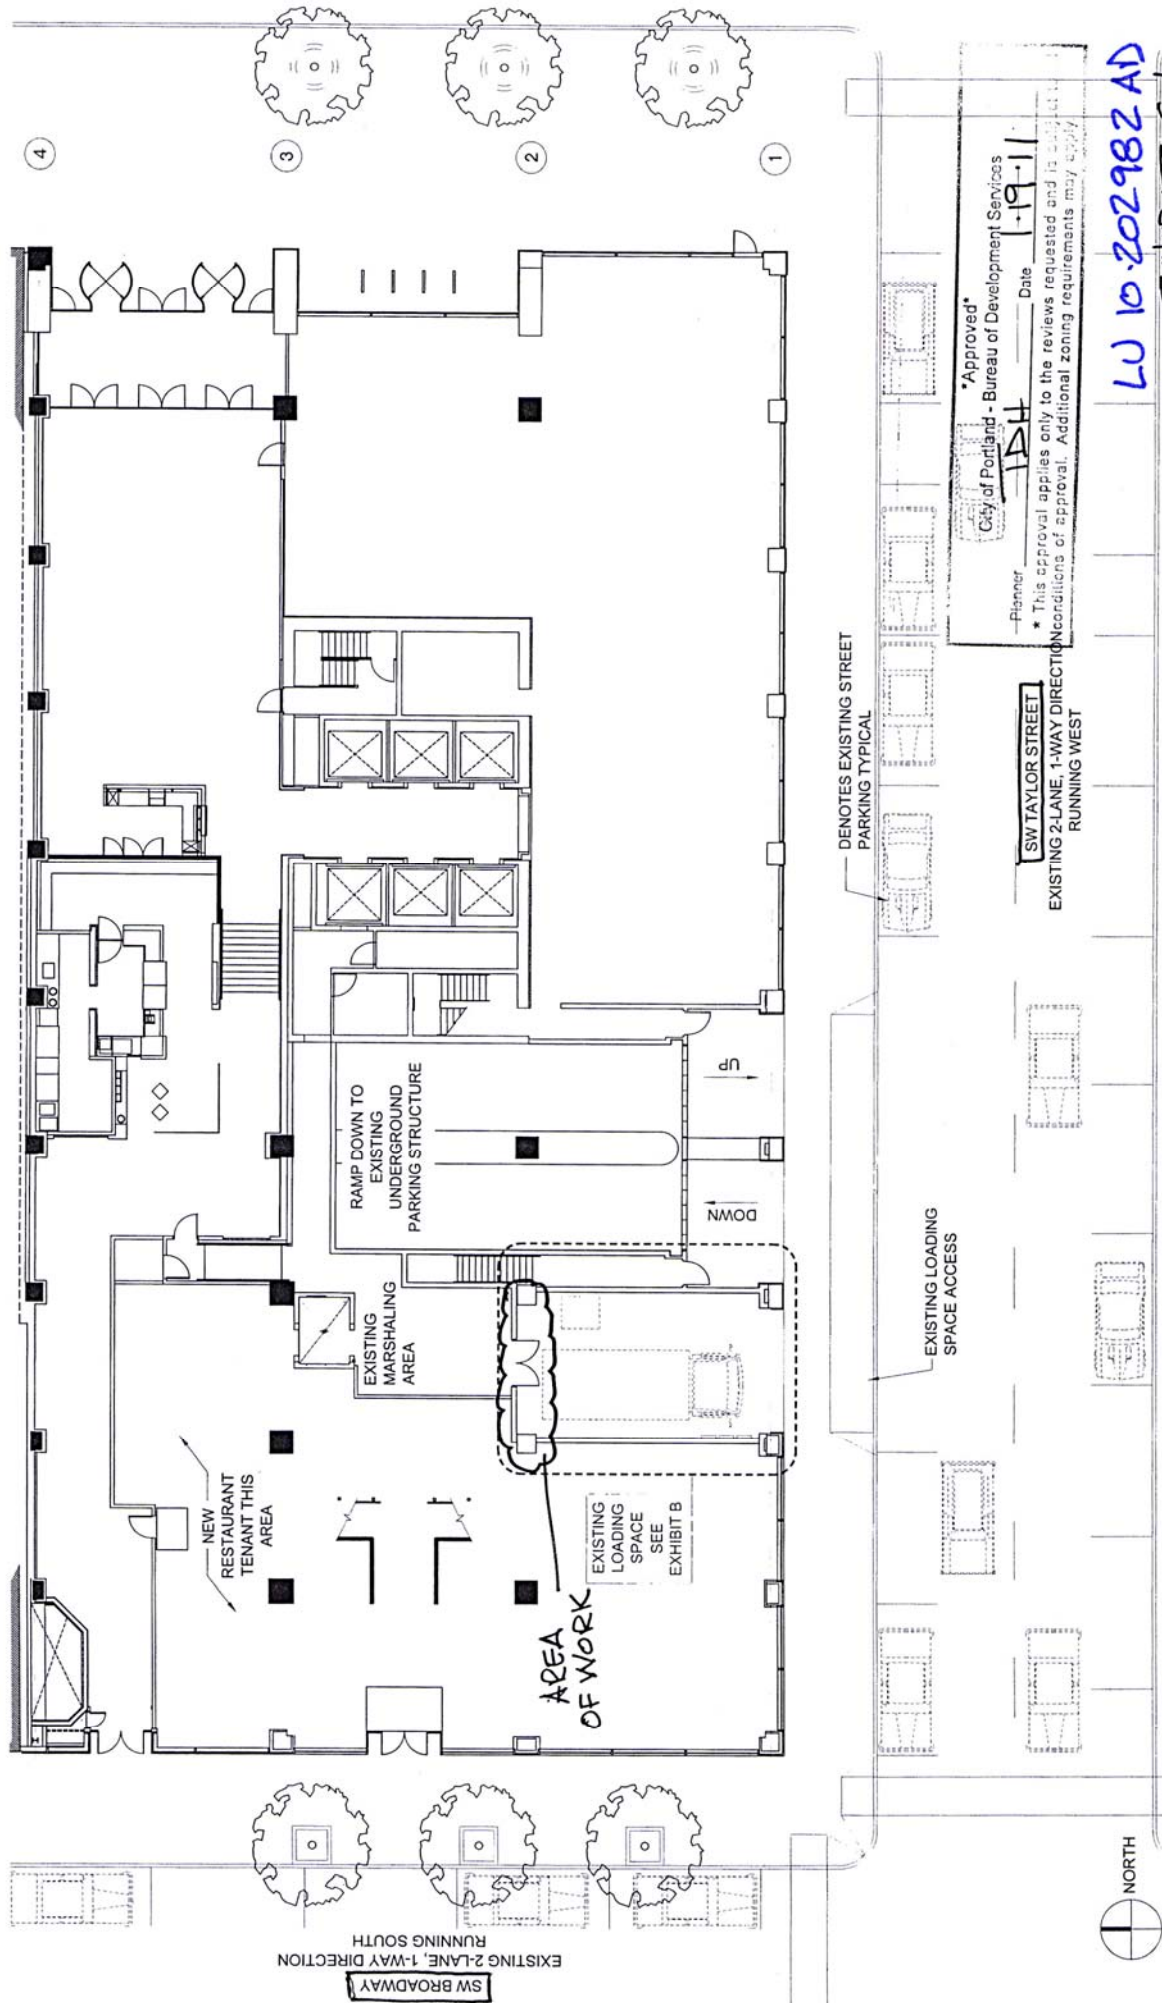 4
3
2
1
NEW
RESTAURANT
TENANT THIS
AREA
EXISTING
MARSHALING
AREA
RAMP DOWN TO
EXISTING
UNDERGROUND
PARKING STRUCTURE
DOWN
UP
EXISTING
LOADING
SPACE
SEE
EXHIBIT B
AREA
OF WORK
EXISTING LOADING
SPACE ACCESS
DENOTES EXISTING STREET
PARKING TYPICAL
SW TAYLOR STREET
EXISTING 2-LANE, 1-WAY DIRECTION
RUNNING WEST
SW BROADWAY
EXISTING 2-LANE, 1-WAY DIRECTION
RUNNING SOUTH
NORTH
*Approved*
City of Portland - Bureau of Development Services
Planner Date 1-19-11
* This approval applies only to the reviews requested and is subject to
conditions of approval. Additional zoning requirements may apply.
LU 10-202982 AD